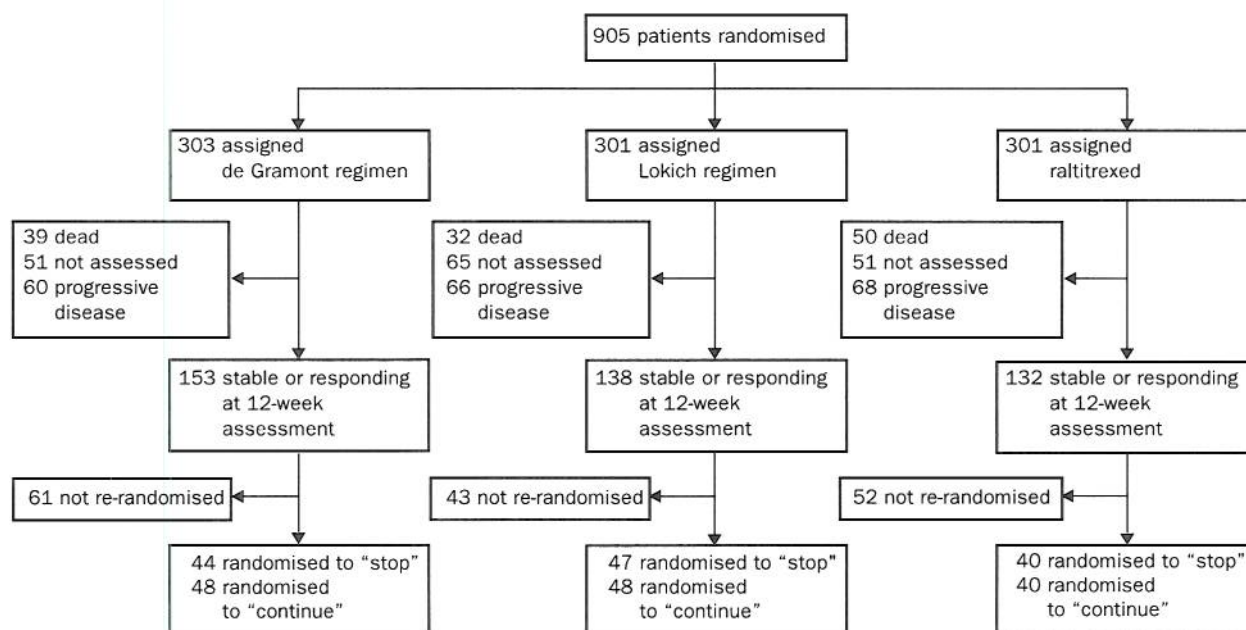 905 patients randomised
303 assigned
de Gramont regimen
301 assigned
Lokich regimen
301 assigned
raltitrexed
39 dead
51 not assessed
60 progressive
disease
32 dead
65 not assessed
66 progressive
disease
50 dead
51 not assessed
68 progressive
disease
153 stable or responding
at 12-week
assessment
138 stable or responding
at 12-week
assessment
132 stable or responding
at 12-week
assessment
61 not re-randomised
43 not re-randomised
52 not re-randomised
44 randomised to “stop”
48 randomised
to “continue”
47 randomised to “stop"
48 randomised
to “continue”
40 randomised to “stop”
40 randomised
to “continue”